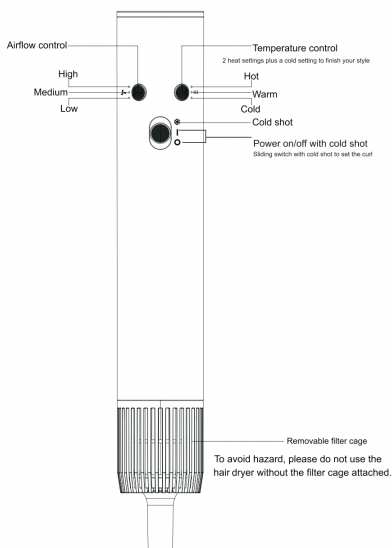 Airflow control
High
Medium
Low
Temperature control
2 heat settings plus a cold setting to finish your style
Hot
Warm
Cold
Cold shot
Power on/off with cold shot
Sliding switch with cold shot to set the curl
Removable filter cage
To avoid hazard, please do not use the
hair dryer without the filter cage attached.